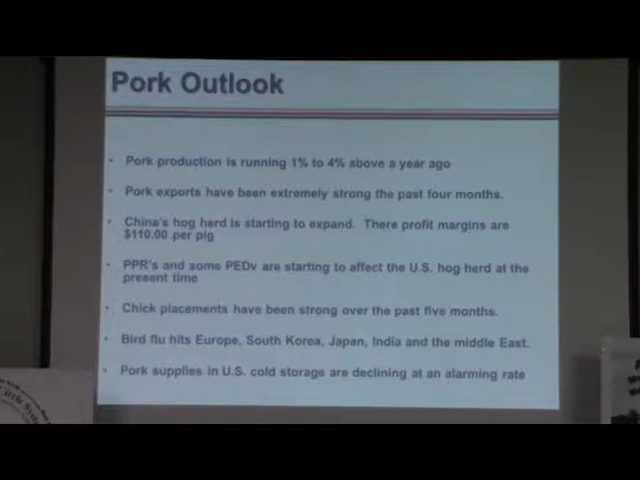 Pork Outlook
• Pork production is running 1% to 4% above a year ago
• Pork exports have been extremely strong the past four months.
• China's hog herd is starting to expand. There profit margins are
$110.00 per pig
• PPR's and some PEDv are starting to affect the U.S. hog herd at the
present time
• Chick placements have been strong over the past five months.
• Bird flu hits Europe, South Korea, Japan, India and the middle East.
• Pork supplies in U.S. cold storage are declining at an alarming rate